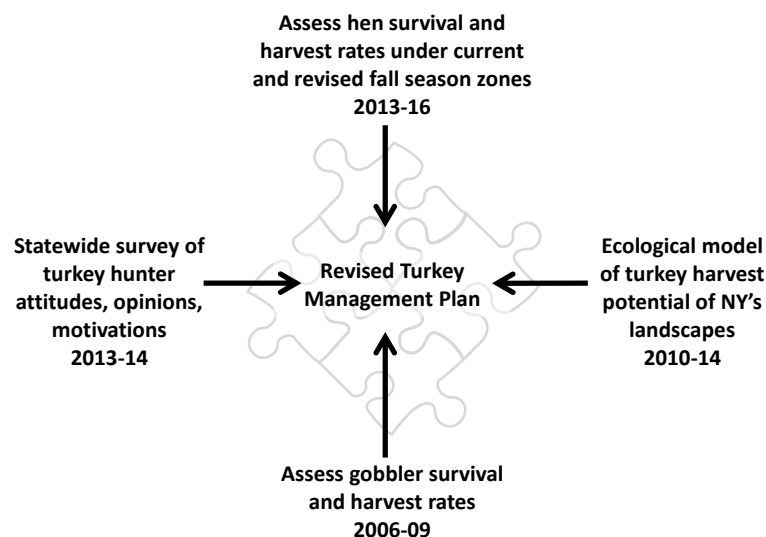 Assess hen survival and
harvest rates under current
and revised fall season zones
2013-16
Statewide survey of
turkey hunter
attitudes, opinions,
motivations
2013-14
Revised Turkey
Management Plan
Ecological model
of turkey harvest
potential of NY’s
landscapes
2010-14
Assess gobbler survival
and harvest rates
2006-09